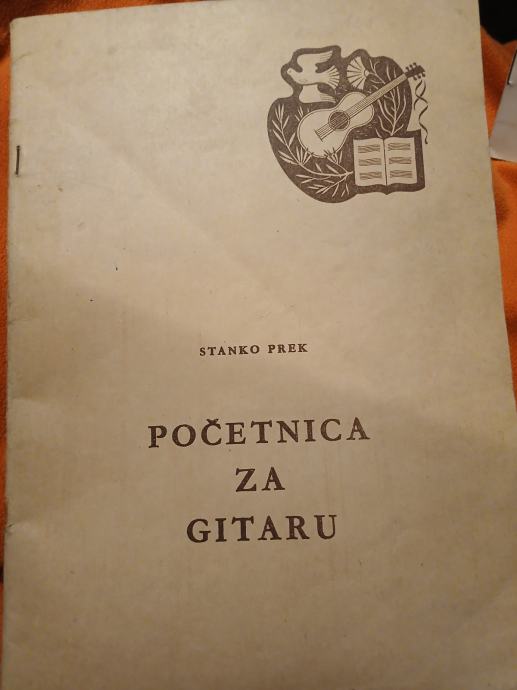 STANKO PREK
POČETNICA
ZA
GITARU